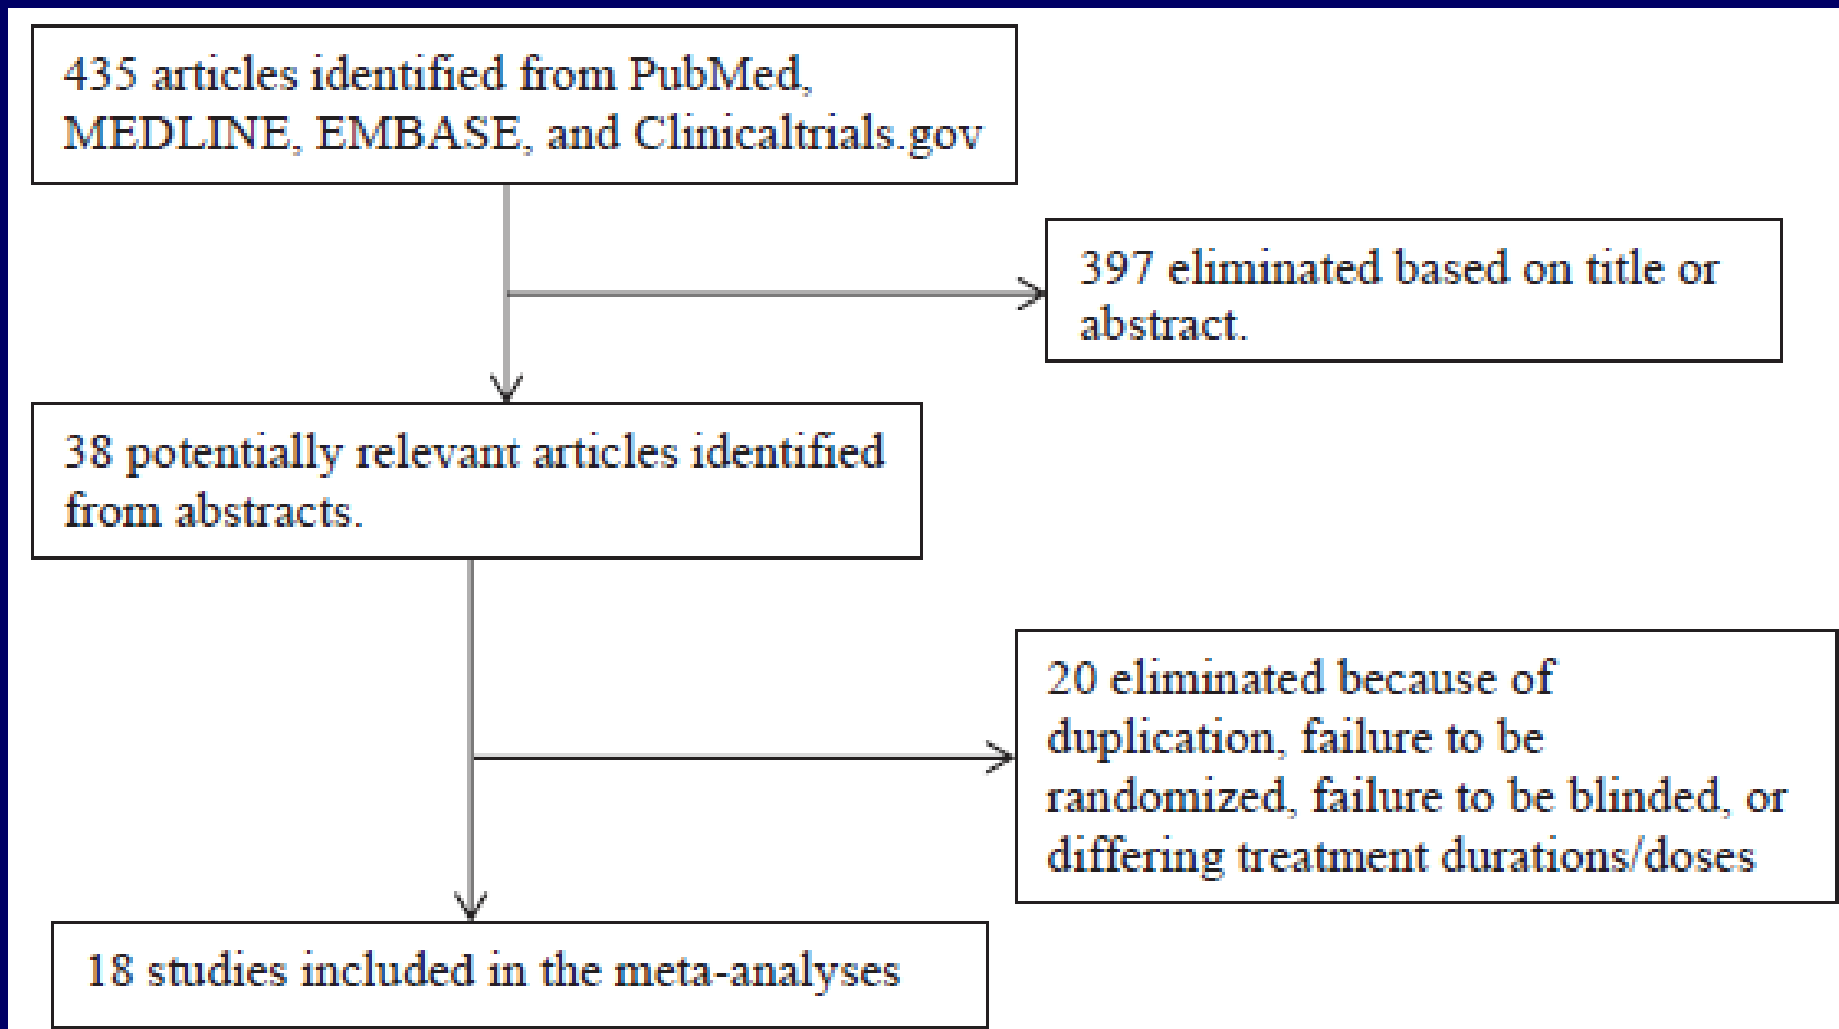 435 articles identified from PubMed,
MEDLINE, EMBASE, and Clinicaltrials.gov
397 eliminated based on title or
abstract.
38 potentially relevant articles identified
from abstracts.
20 eliminated because of
duplication, failure to be
randomized, failure to be blinded, or
differing treatment durations/doses
18 studies included in the meta-analyses